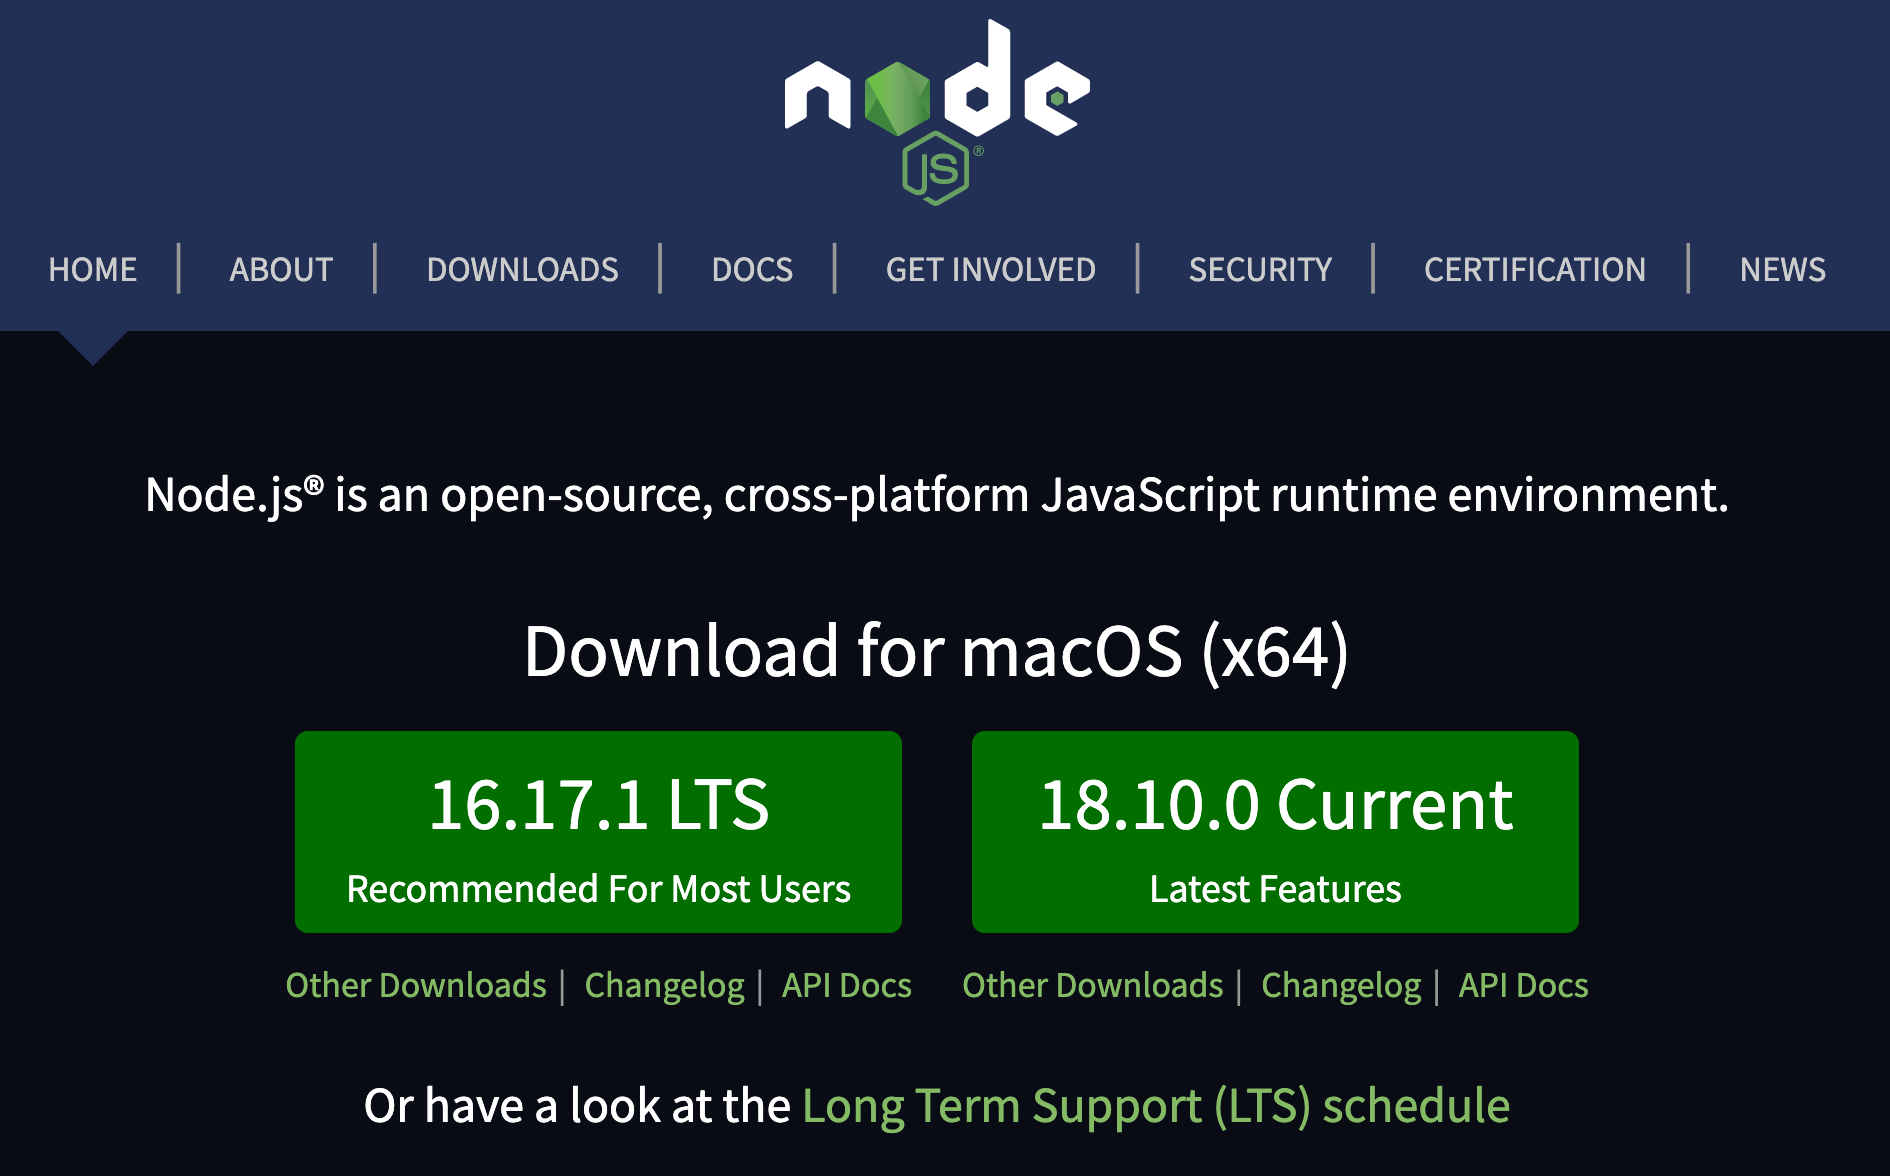 node
JS®
HOME | ABOUT | DOWNLOADS | DOCS | GET INVOLVED | SECURITY | CERTIFICATION | NEWS
Node.js® is an open-source, cross-platform JavaScript runtime environment.
Download for macOS (x64)
16.17.1 LTS
Recommended For Most Users
18.10.0 Current
Latest Features
Other Downloads | Changelog | API Docs
Other Downloads | Changelog | API Docs
Or have a look at the Long Term Support (LTS) schedule